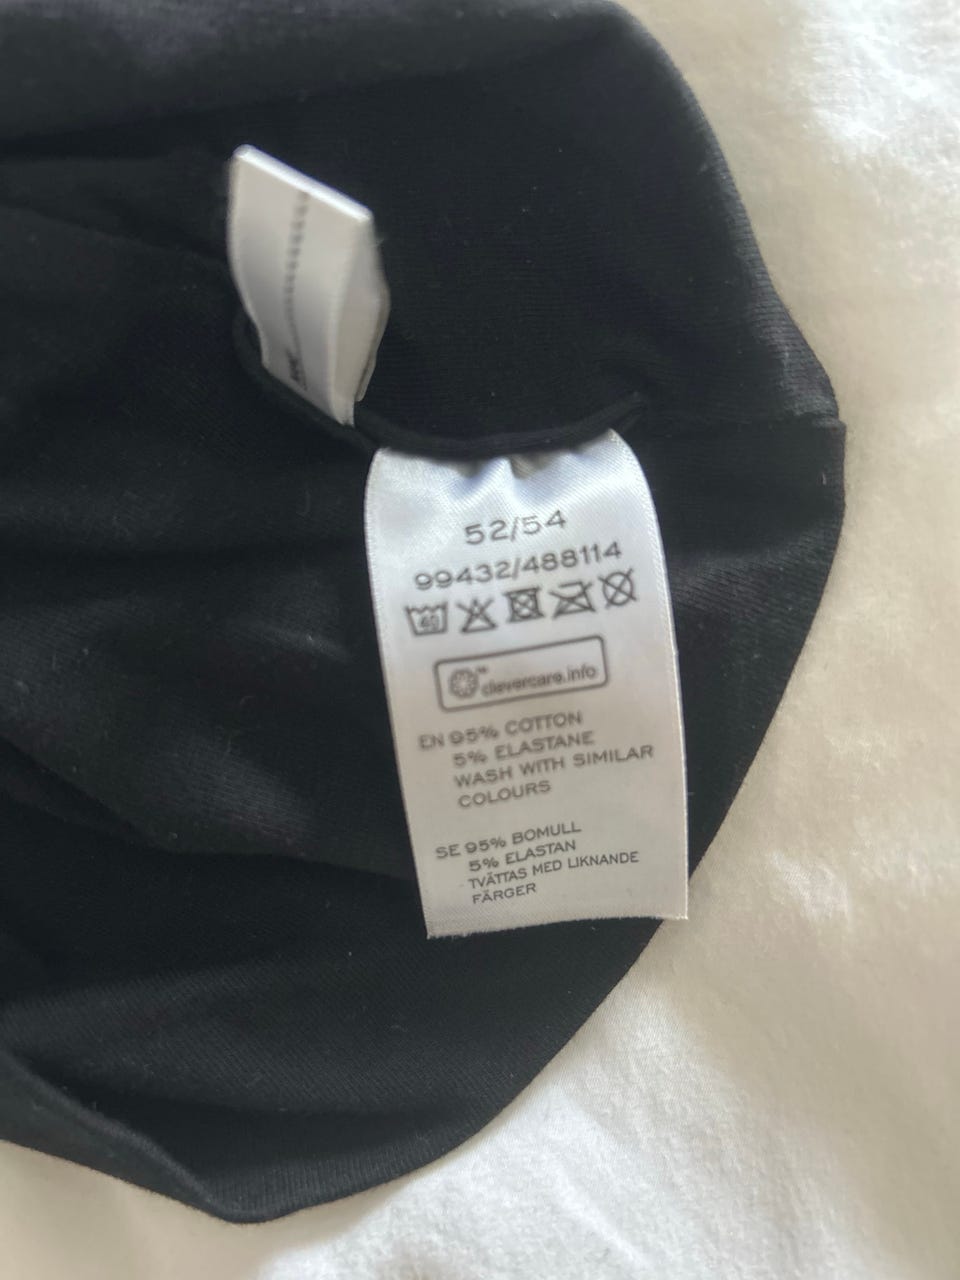 52/54
99432/488114
40
clevercare.info
EN 95% COTTON
5% ELASTANE
WASH WITH SIMILAR
COLOURS
SE 95% BOMULL
5% ELASTAN
TVÄTTAS MED LIKNANDE
FÄRGER